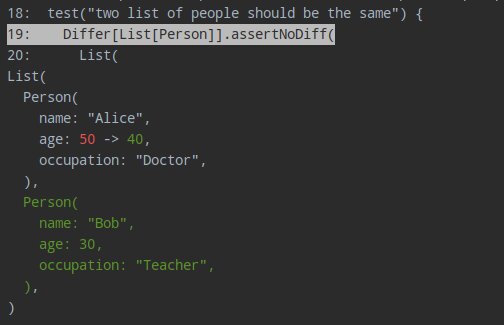 18:  test("two list of people should be the same") {
19:    Differ[List[Person]].assertNoDiff(
20:      List(
List(
  Person(
    name: "Alice",
    age: 50 -> 40,
    occupation: "Doctor",
  ),
  Person(
    name: "Bob",
    age: 30,
    occupation: "Teacher",
  ),
)